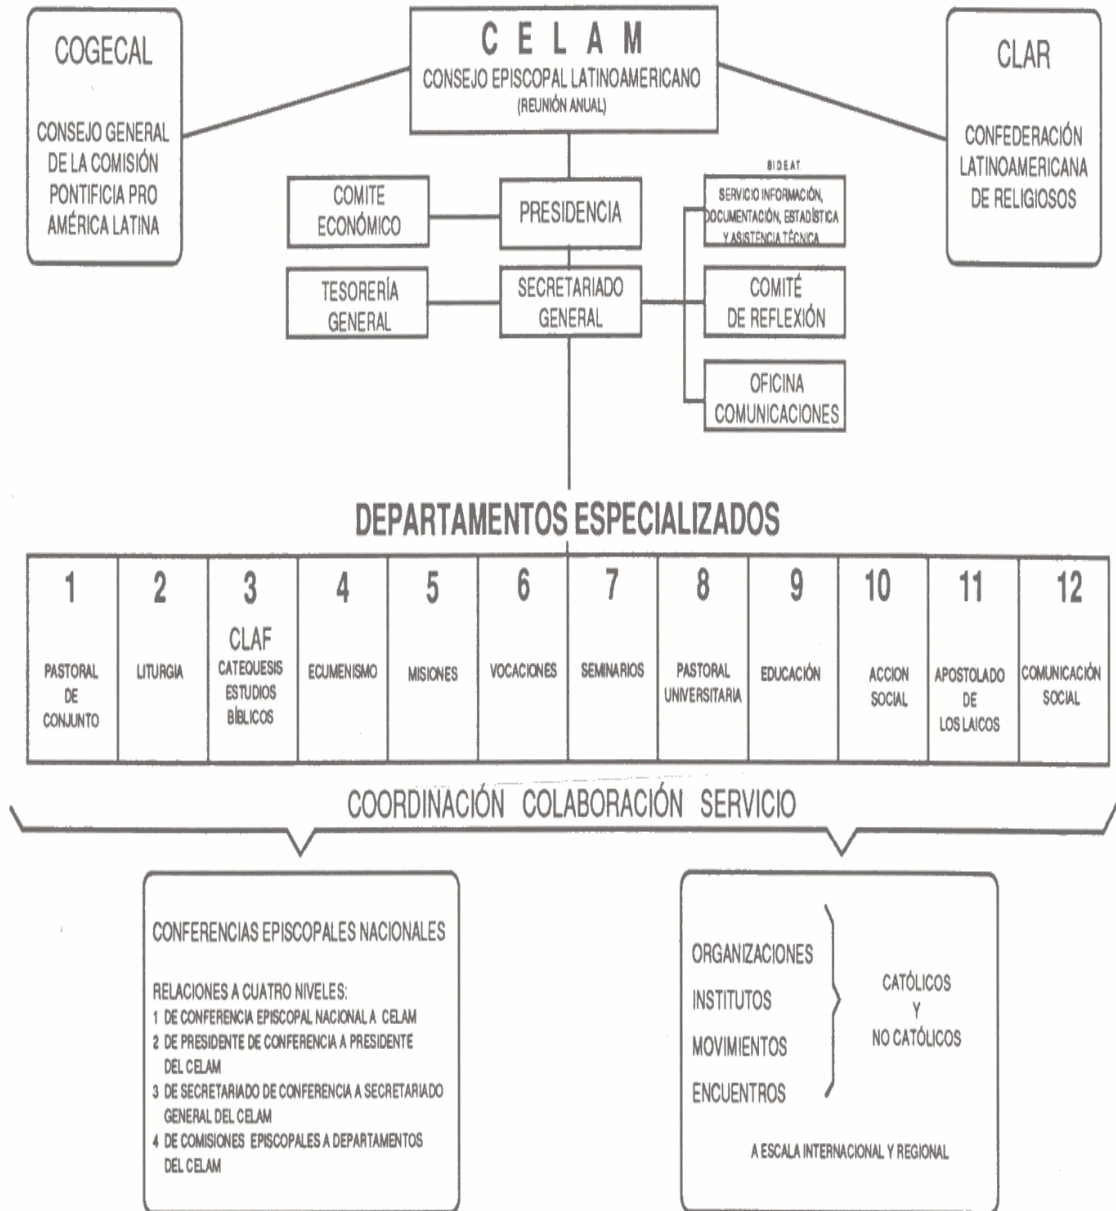 COGECAL
CONSEJO GENERAL
DE LA COMISIÓN
PONTIFICIA PRO
AMÉRICA LATINA
C E L A M
CONSEJO EPISCOPAL LATINOAMERICANO
(REUNIÓN ANUAL)
CLAR
CONFEDERACIÓN
LATINOAMERICANA
DE RELIGIOSOS
COMITE
ECONÓMICO
PRESIDENCIA
S I D E A T.
SERVICIO INFORMACIÓN,
DOCUMENTACIÓN, ESTADÍSTICA
Y ASISTENCIA TÉCNICA
TESORERÍA
GENERAL
SECRETARIADO
GENERAL
COMITÉ
DE REFLEXIÓN
OFICINA
COMUNICACIONES
DEPARTAMENTOS ESPECIALIZADOS
1
PASTORAL
DE
CONJUNTO
2
LITURGIA
3
CLAF
CATEQUESIS
ESTUDIOS
BÍBLICOS
4
ECUMENISMO
5
MISIONES
6
VOCACIONES
7
SEMINARIOS
8
PASTORAL
UNIVERSITARIA
9
EDUCACIÓN
10
ACCION
SOCIAL
11
APOSTOLADO
DE
LOS LAICOS
12
COMUNICACIÓN
SOCIAL
COORDINACIÓN COLABORACIÓN SERVICIO
CONFERENCIAS EPISCOPALES NACIONALES
RELACIONES A CUATRO NIVELES:
1 DE CONFERENCIA EPISCOPAL NACIONAL A CELAM
2 DE PRESIDENTE DE CONFERENCIA A PRESIDENTE
DEL CELAM
3 DE SECRETARIADO DE CONFERENCIA A SECRETARIADO
GENERAL DEL CELAM
4 DE COMISIONES EPISCOPALES A DEPARTAMENTOS
DEL CELAM
ORGANIZACIONES
INSTITUTOS
MOVIMIENTOS
ENCUENTROS
CATÓLICOS
Y
NO CATÓLICOS
A ESCALA INTERNACIONAL Y REGIONAL